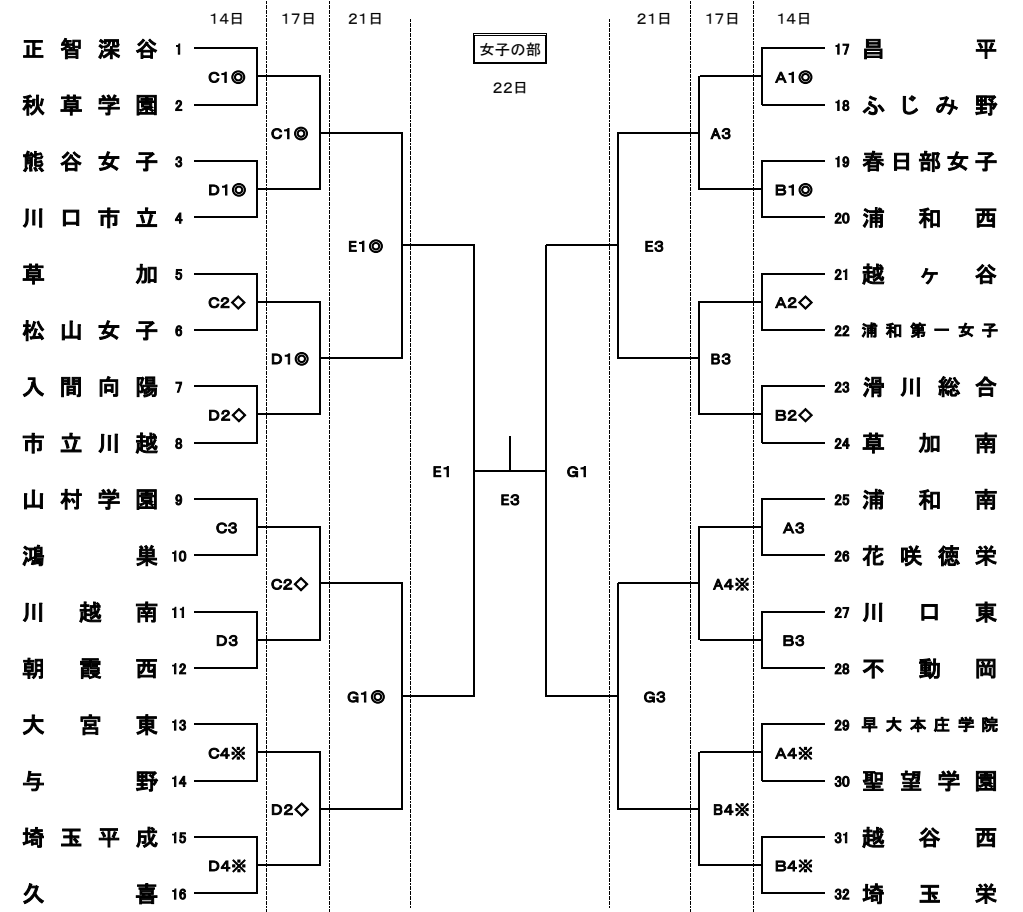 14日 17日 21日 21日 17日 14日
女子の部
22日
正智深谷 1
C1◎
秋草学園 2
C1◎
熊谷女子 3
D1◎
川口市立 4
E1◎
草加 5
C2◇
松山女子 6
D1◎
入間向陽 7
D2◇
市立川越 8
E1
山村学園 9
C3
鴻巣 10
C2◇
川越南 11
D3
朝霞西 12
G1◎
大宮東 13
C4※
与野 14
D2◇
埼玉平成 15
D4※
久喜 16
E3
17 昌平
A1◎
18 ふじみ野
A3
19 春日部女子
B1◎
20 浦和西
E3
21 越ヶ谷
A2◇
22 浦和第一女子
B3
23 滑川総合
B2◇
24 草加南
G1
25 浦和南
A3
26 花咲徳栄
A4※
27 川口東
B3
28 不動岡
G3
29 早大本庄学院
A4※
30 聖望学園
B4※
31 越谷西
B4※
32 埼玉栄